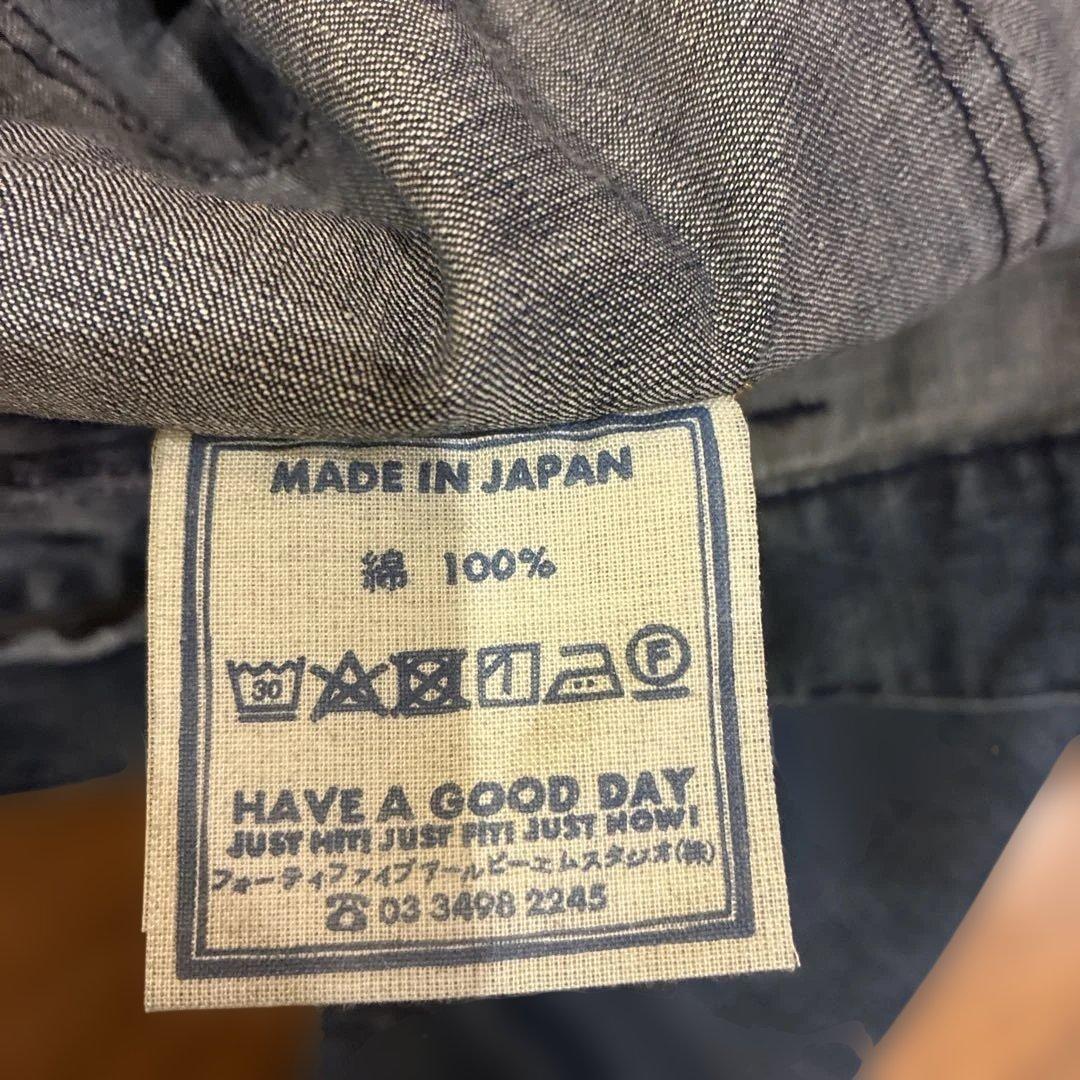 MADE IN JAPAN
綿 100%
30 F
HAVE A GOOD DAY
JUST HIT! JUST FIT! JUST NOW!
フォーティファイブアールピーエムスタジオ(株)
☎ 03 3498 2245